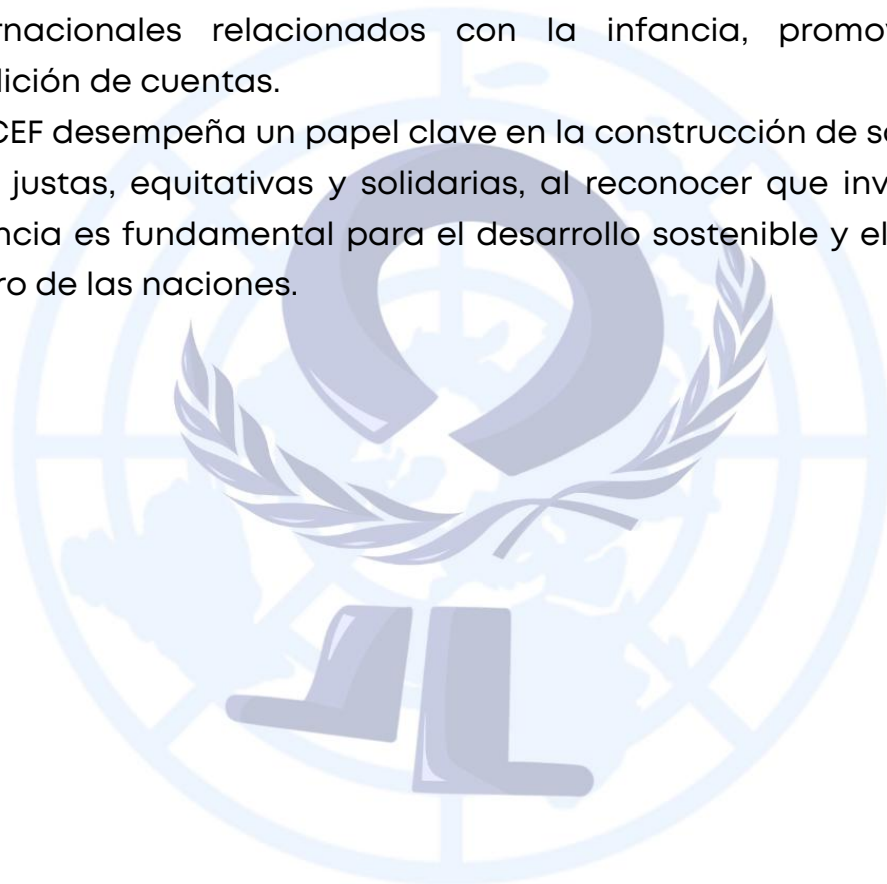 rnacionales relacionados con la infancia, promov
lición de cuentas.
CEF desempeña un papel clave en la construcción de s
justas, equitativas y solidarias, al reconocer que inv
ncia es fundamental para el desarrollo sostenible y el
ro de las naciones.